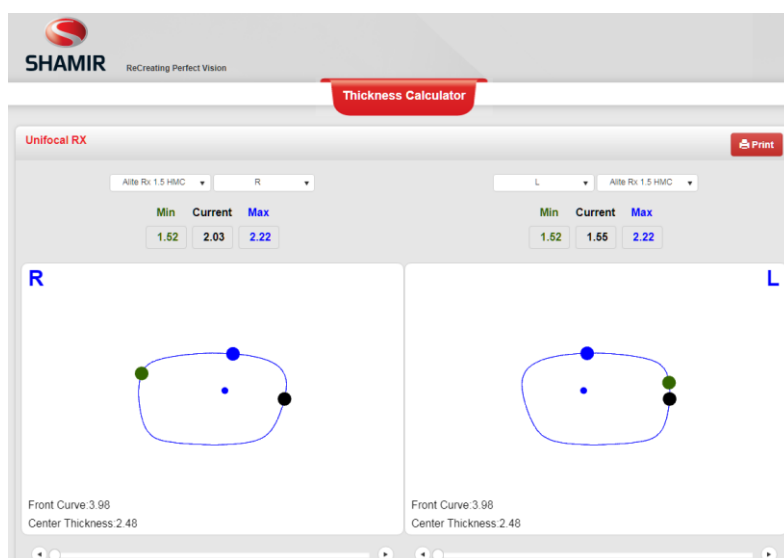 SHAMIR
ReCreating Perfect Vision
Thickness Calculator
Unifocal RX
Print
Alite Rx 1.5 HMC
R
L
Alite Rx 1.5 HMC
Min Current Max
Min Current Max
1.52 2.03 2.22
1.52 1.55 2.22
R
L
Front Curve:3.98
Front Curve:3.98
Center Thickness:2.48
Center Thickness:2.48